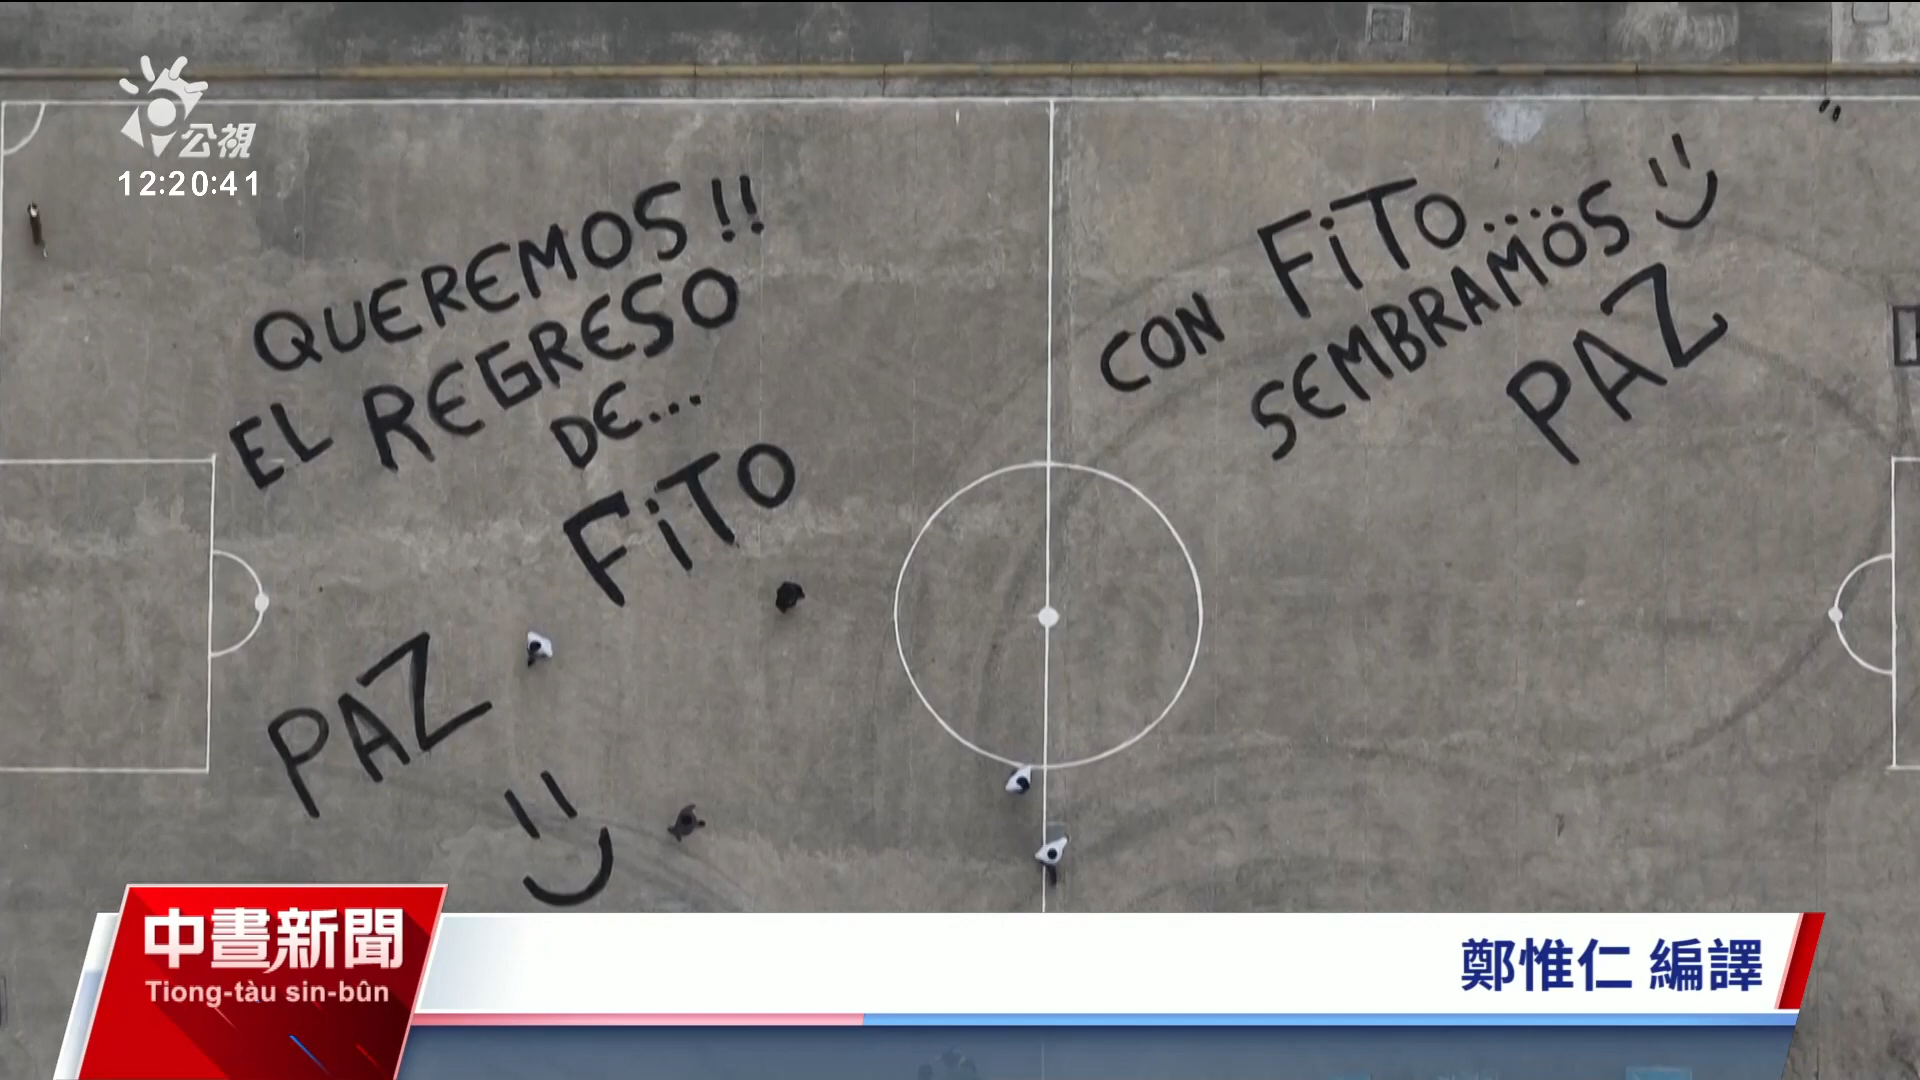 公視
12:20:41
QUEREMOS!!
EL REGRESO
DE...
FiTO
PAZ
CON FiTO....
SEMBRAMOS
PAZ
中晝新聞
Tiong-tàu sin-bûn
鄭惟仁 編譯